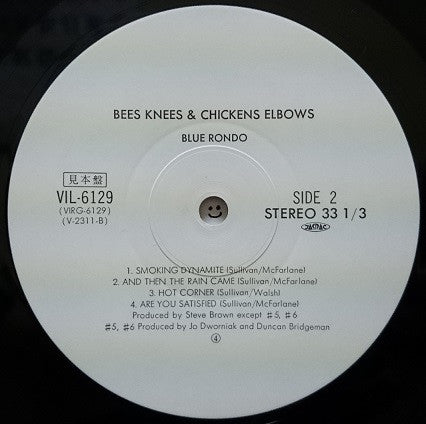 BEES KNEES & CHICKENS ELBOWS
BLUE RONDO
見本盤
VIL-6129
(VIRG-6129)
(V-2311-B)
SIDE 2
STEREO 33 1/3
JASRAC
1. SMOKING DYNAMITE (Sullivan/McFarlane)
2. AND THEN THE RAIN CAME (Sullivan/McFarlane)
3. HOT CORNER (Sullivan/Walsh)
4. ARE YOU SATISFIED (Sullivan/McFarlane)
Produced by Steve Brown except #5, #6
#5, #6 Produced by Jo Dworniak and Duncan Bridgeman
④